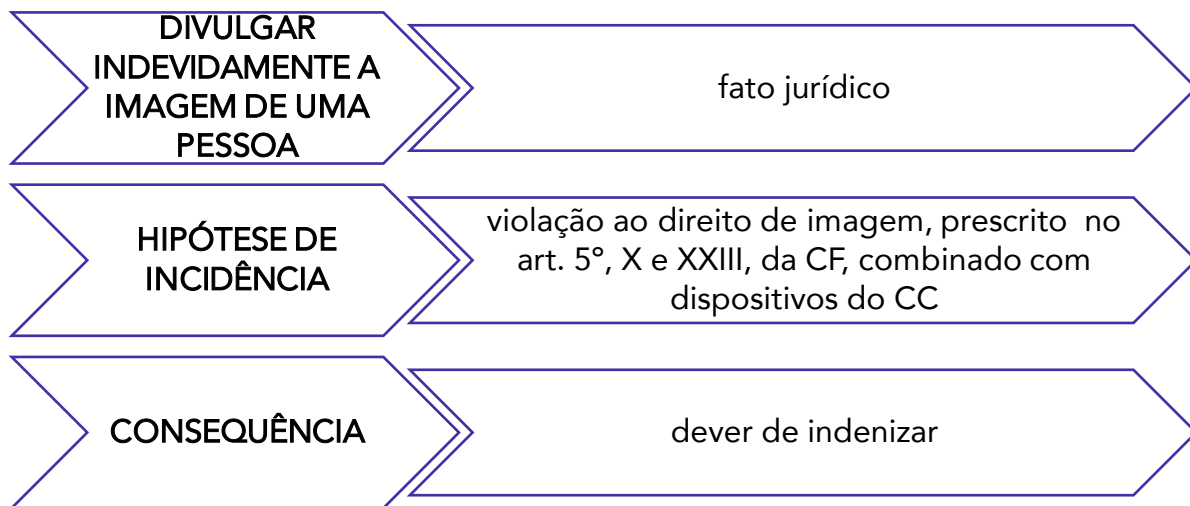 DIVULGAR
INDEVIDAMENTE A
IMAGEM DE UMA
PESSOA
fato jurídico
HIPÓTESE DE
INCIDÊNCIA
violação ao direito de imagem, prescrito no
art. 5º, X e XXIII, da CF, combinado com
dispositivos do CC
CONSEQUÊNCIA
dever de indenizar